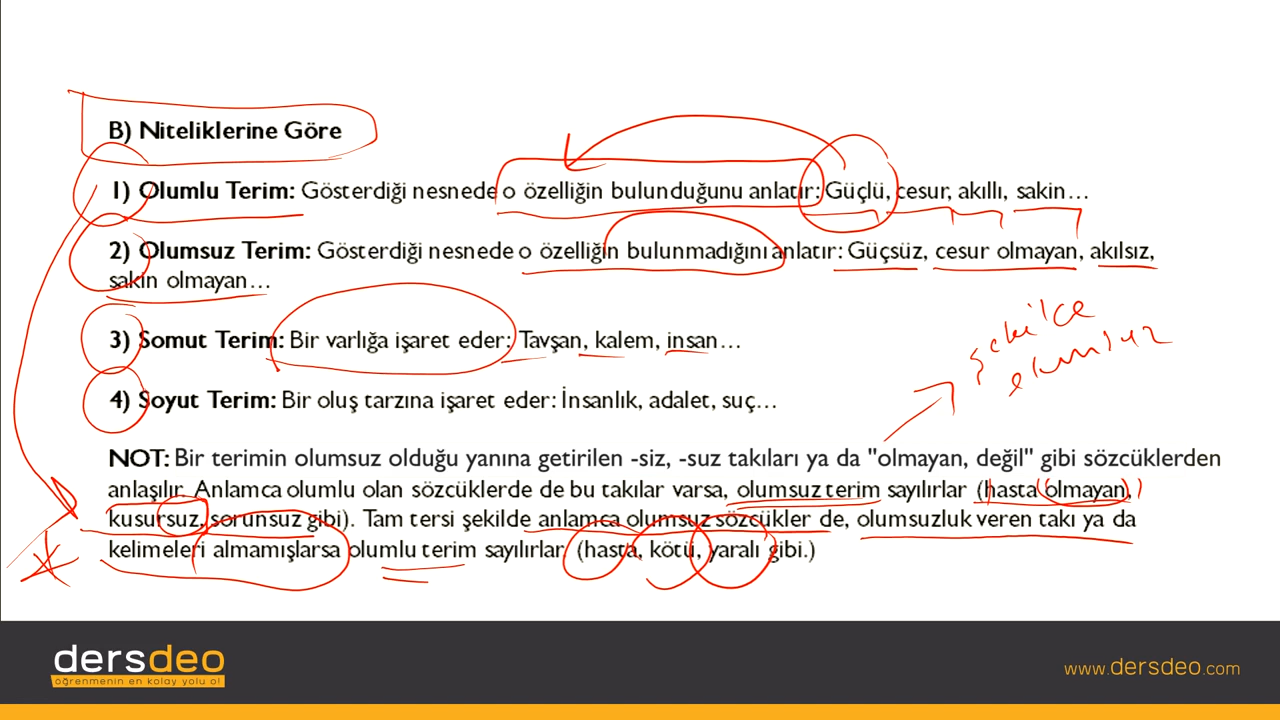 B) Niteliklerine Göre
1) Olumlu Terim: Gösterdiği nesnede o özelliğin bulunduğunu anlatır: Güçlü, cesur, akıllı, sakin...
2) Olumsuz Terim: Gösterdiği nesnede o özelliğin bulunmadığını anlatır: Güçsüz, cesur olmayan, akılsız,
sakin olmayan...
3) Somut Terim: Bir varlığa işaret eder: Tavşan, kalem, insan...
şekilce
olumsuz
4) Soyut Terim: Bir oluş tarzına işaret eder: İnsanlık, adalet, suç...
NOT: Bir terimin olumsuz olduğu yanına getirilen -siz, -suz takıları ya da "olmayan, değil" gibi sözcüklerden
anlaşılır. Anlamca olumlu olan sözcüklerde de bu takılar varsa, olumsuz terim sayılırlar (hasta olmayan,
kusursuz, sorunsuz gibi). Tam tersi şekilde anlamca olumsuz sözcükler de, olumsuzluk veren takı ya da
kelimeleri almamışlarsa olumlu terim sayılırlar (hasta, kötü, yaralı gibi.)
dersdeo
öğrenmenin en kolay yolu o!
www.dersdeo.com